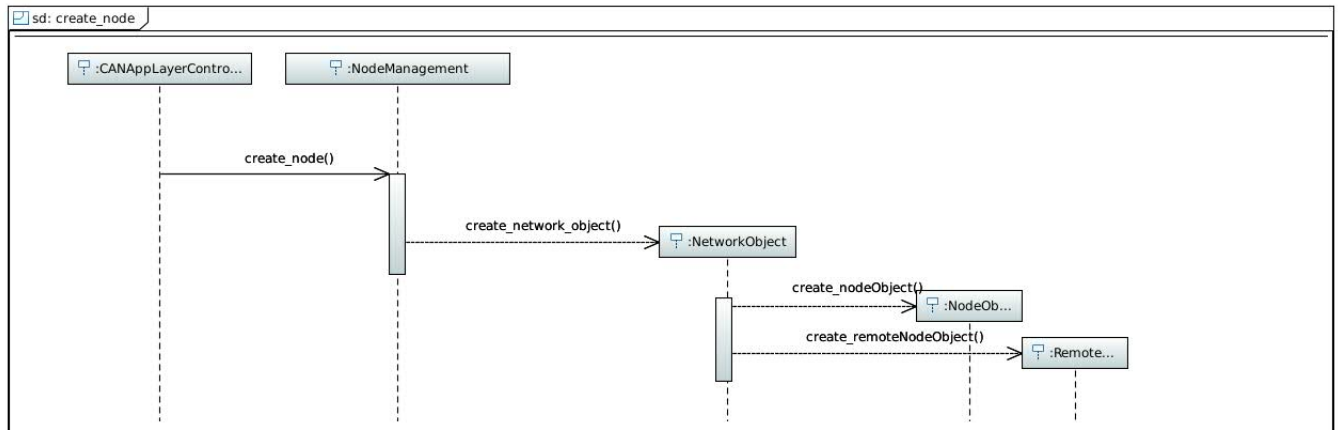 sd: create_node
:CANAppLayerContro...
:NodeManagement
create_node()
create_network_object()
:NetworkObject
create_nodeObject()
:NodeOb...
create_remoteNodeObject()
:Remote...